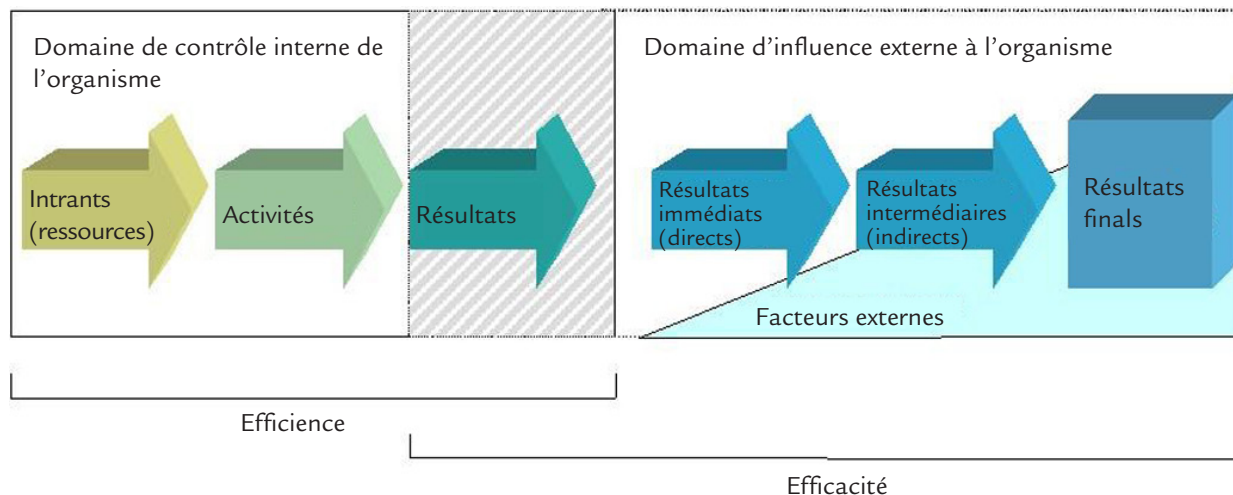 Domaine de contrôle interne de
l'organisme
Domaine d'influence externe à l'organisme
Intrants
(ressources)
Activités
Résultats
Résultats
immédiats
(directs)
Résultats
intermédiaires
(indirects)
Résultats
finals
Facteurs externes
Efficience
Efficacité